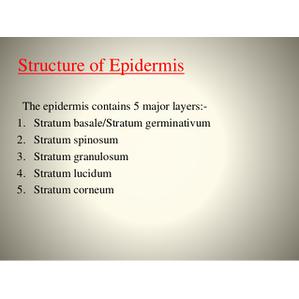 Structure of Epidermis
The epidermis contains 5 major layers:-
1. Stratum basale/Stratum germinativum
2. Stratum spinosum
3. Stratum granulosum
4. Stratum lucidum
5. Stratum corneum